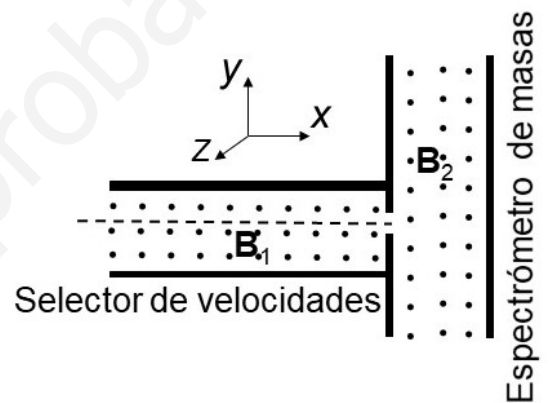 y
x
z
B₁
B₂
Selector de velocidades
Espectrómetro de masas